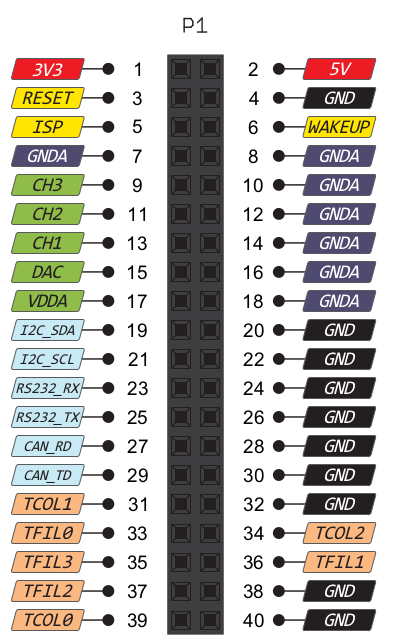 P1
3V3 1 2 5V
RESET 3 4 GND
ISP 5 6 WAKEUP
GNDA 7 8 GNDA
CH3 9 10 GNDA
CH2 11 12 GNDA
CH1 13 14 GNDA
DAC 15 16 GNDA
VDDA 17 18 GNDA
I2C_SDA 19 20 GND
I2C_SCL 21 22 GND
RS232_RX 23 24 GND
RS232_TX 25 26 GND
CAN_RD 27 28 GND
CAN_TD 29 30 GND
TCOL1 31 32 GND
TFIL0 33 34 TCOL2
TFIL3 35 36 TFIL1
TFIL2 37 38 GND
TCOL0 39 40 GND